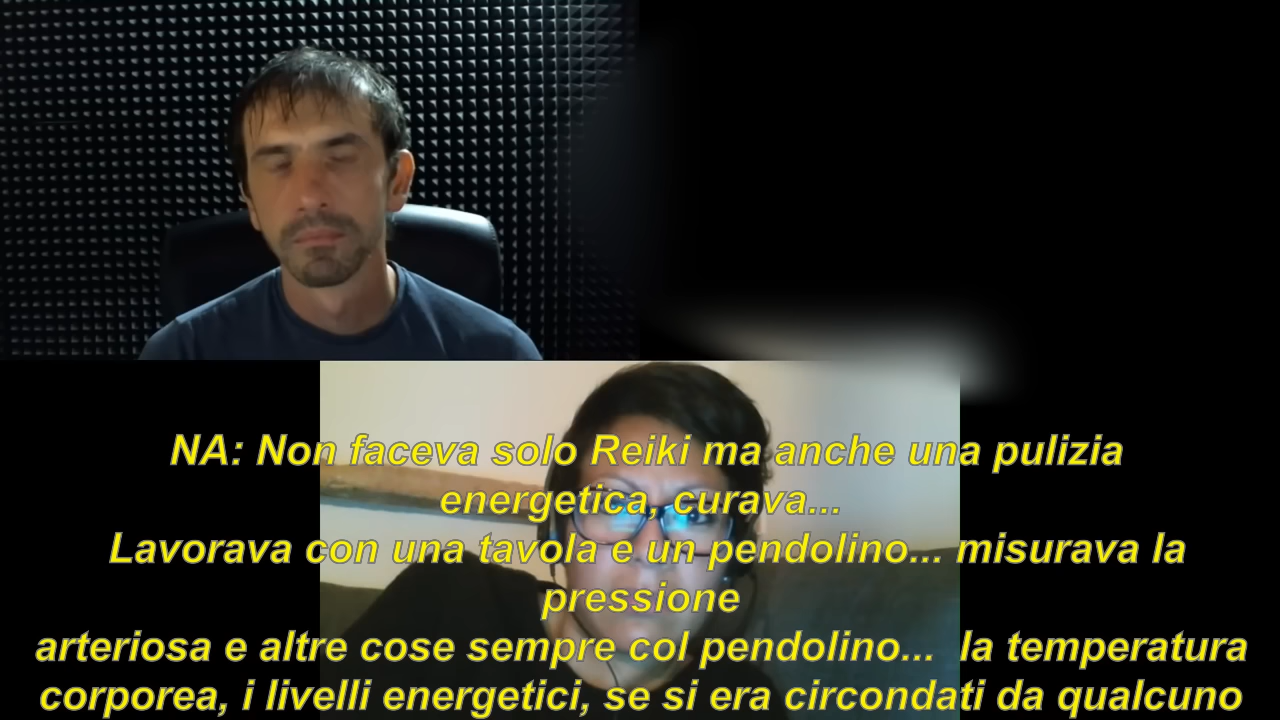 NA: Non faceva solo Reiki ma anche una pulizia
energetica, curava...
Lavorava con una tavola e un pendolino... misurava la
pressione
arteriosa e altre cose sempre col pendolino... la temperatura
corporea, i livelli energetici, se si era circondati da qualcuno